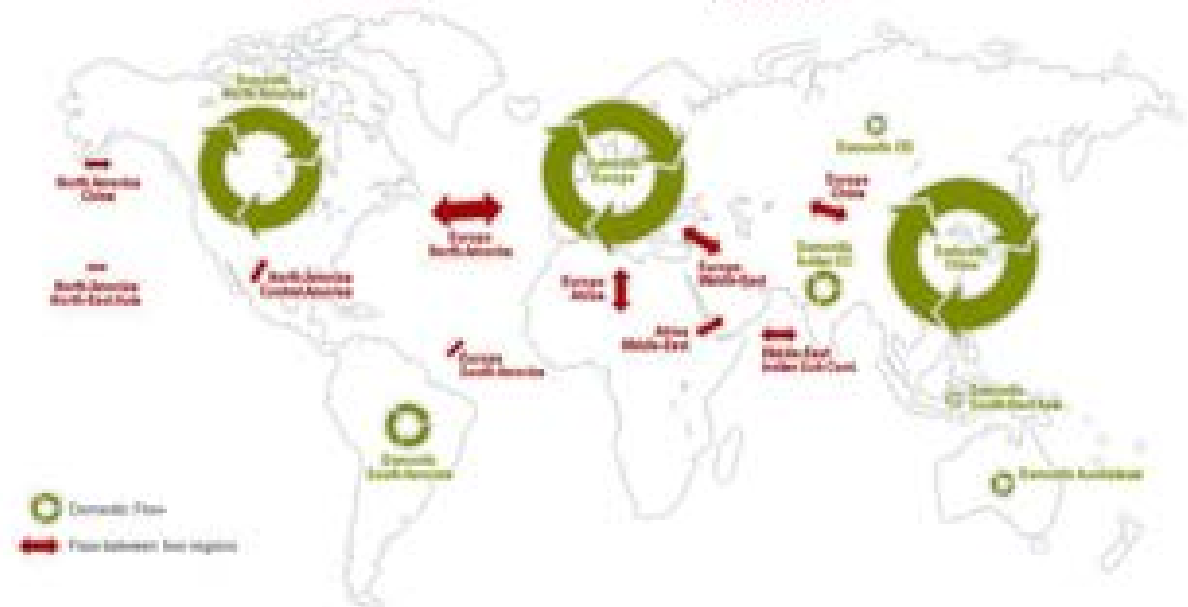 Domestic
North America
North America
China
North America
North-East Asia
North America
Central America
Europe
North America
Europe
South America
Domestic
South America
Domestic
Europe
Europe
Africa
Europe
Middle-East
Africa
Middle-East
Middle-East
Indian Sub Cont.
Europe
China
Domestic CIS
Domestic
Domestic
China
Domestic
South-East Asia
Domestic
Domestic Flow
Flow between two regions